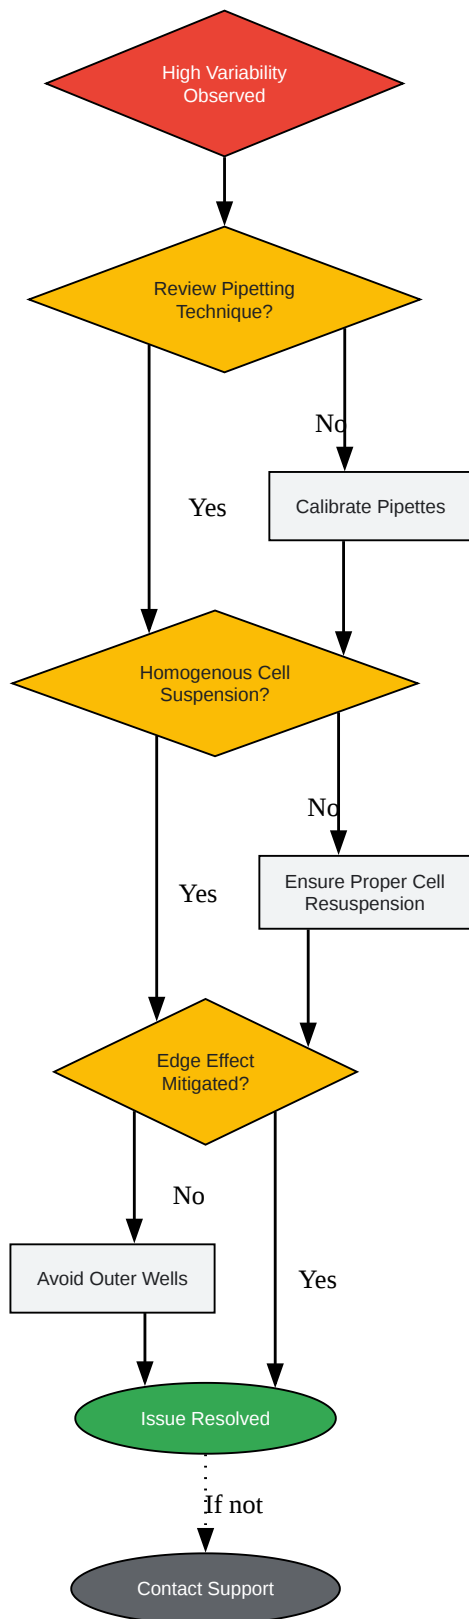 High Variability
Observed
Review Pipetting
Technique?
No
Calibrate Pipettes
Yes
Homogenous Cell
Suspension?
No
Ensure Proper Cell
Resuspension
Yes
Edge Effect
Mitigated?
No
Avoid Outer Wells
Yes
Issue Resolved
If not
Contact Support